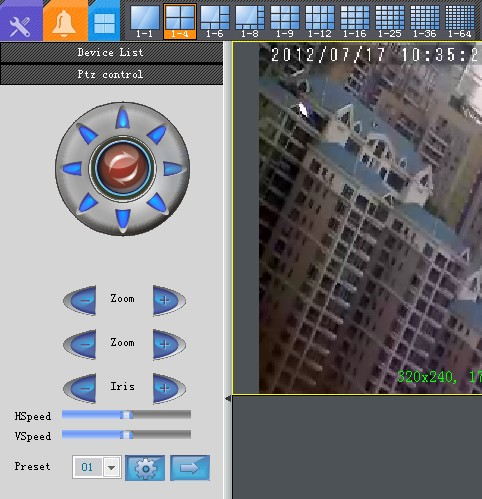 1-1 1-4 1-6 1-8 1-9 1-12 1-16 1-25 1-36 1-64
Device List
Ptz control
2012/07/17 10:35:2
Zoom
Zoom
Iris
320x240, 17
HSpeed
VSpeed
Preset 01